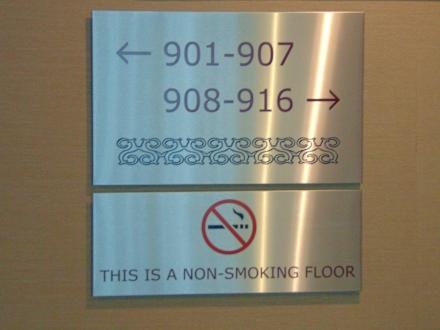 ← 901-907
908-916 →
THIS IS A NON-SMOKING FLOOR